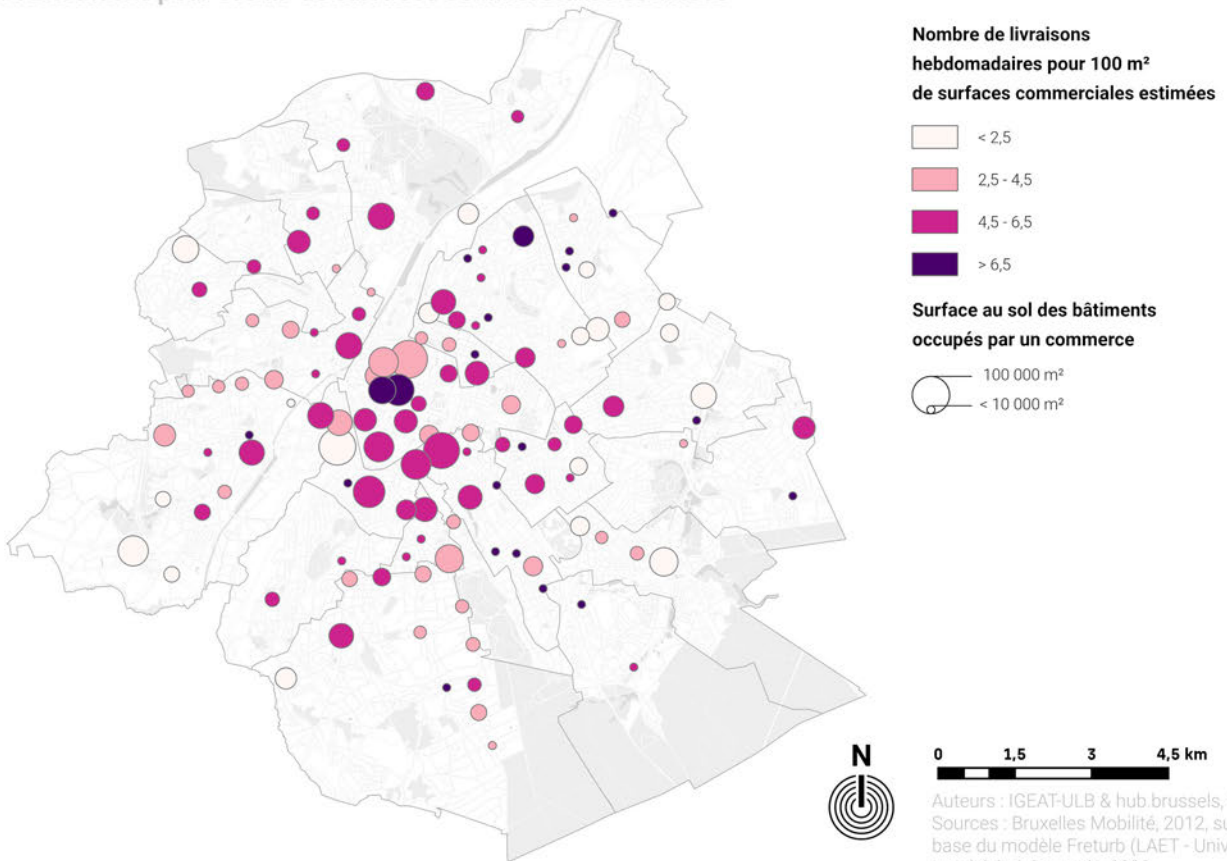 Nombre de livraisons
hebdomadaires pour 100 m²
de surfaces commerciales estimées
< 2,5
2,5 - 4,5
4,5 - 6,5
> 6,5
Surface au sol des bâtiments
occupés par un commerce
100 000 m²
< 10 000 m²
N
0 1,5 3 4,5 km
Auteurs : IGEAT-ULB & hub.brussels,
Sources : Bruxelles Mobilité, 2012, su
base du modèle Freturb (LAET - Univ